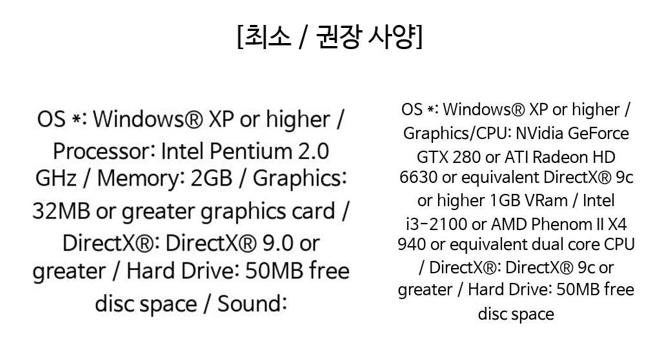 [최소 / 권장 사양]
OS *: Windows® XP or higher /
Processor: Intel Pentium 2.0
GHz / Memory: 2GB / Graphics:
32MB or greater graphics card /
DirectX®: DirectX® 9.0 or
greater / Hard Drive: 50MB free
disc space / Sound:
OS *: Windows® XP or higher /
Graphics/CPU: NVidia GeForce
GTX 280 or ATI Radeon HD
6630 or equivalent DirectX® 9c
or higher 1GB VRam / Intel
i3-2100 or AMD Phenom II X4
940 or equivalent dual core CPU
/ DirectX®: DirectX® 9c or
greater / Hard Drive: 50MB free
disc space